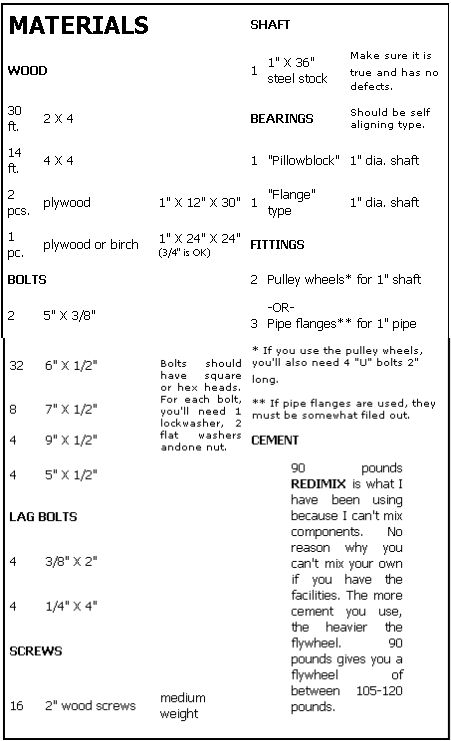 MATERIALS
WOOD
30 ft. 2 X 4
14 ft. 4 X 4
2 pcs. plywood 1" X 12" X 30"
1 pc. plywood or birch 1" X 24" X 24"
(3/4" is OK)
BOLTS
2 5" X 3/8"
32 6" X 1/2"
8 7" X 1/2"
4 9" X 1/2"
4 5" X 1/2"
Bolts should
have square
or hex heads.
For each bolt,
you'll need 1
lockwasher, 2
flat washers
andone nut.
LAG BOLTS
4 3/8" X 2"
4 1/4" X 4"
SCREWS
16 2" wood screws medium
weight
SHAFT
1 1" X 36"
steel stock
Make sure it is
true and has no
defects.
BEARINGS
Should be self
aligning type.
1 "Pillowblock" 1" dia. shaft
1 "Flange"
type 1" dia. shaft
FITTINGS
2 Pulley wheels* for 1" shaft
-OR-
3 Pipe flanges** for 1" pipe
* If you use the pulley wheels,
you'll also need 4 "U" bolts 2"
long.
** If pipe flanges are used, they
must be somewhat filed out.
CEMENT
90 pounds
REDIMIX is what I
have been using
because I can't mix
components. No
reason why you
can't mix your own
if you have the
facilities. The more
cement you use,
the heavier the
flywheel. 90
pounds gives you a
flywheel of
between 105-120
pounds.